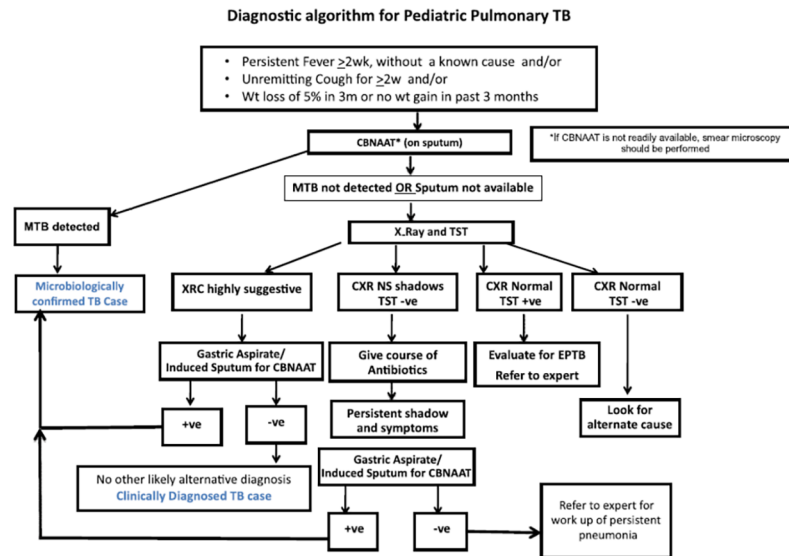 Diagnostic algorithm for Pediatric Pulmonary TB
• Persistent Fever >2wk, without a known cause and/or
• Unremitting Cough for >2w and/or
• Wt loss of 5% in 3m or no wt gain in past 3 months
CBNAAT* (on sputum)
*If CBNAAT is not readily available, smear microscopy
should be performed
MTB not detected OR Sputum not available
MTB detected
X-Ray and TST
Microbiologically
confirmed TB Case
XRC highly suggestive
CXR NS shadows
TST -ve
CXR Normal
TST +ve
CXR Normal
TST -ve
Gastric Aspirate/
Induced Sputum for CBNAAT
Give course of
Antibiotics
Evaluate for EPTB
Refer to expert
Look for
alternate cause
+ve
-ve
Persistent shadow
and symptoms
No other likely alternative diagnosis
Clinically Diagnosed TB case
Gastric Aspirate/
Induced Sputum for CBNAAT
+ve
-ve
Refer to expert for
work up of persistent
pneumonia